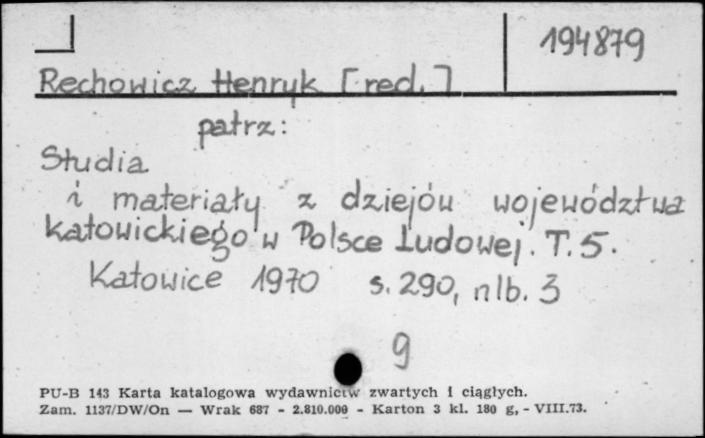 194879
Rechowicz Henryk [red.]
patrz:
Studia
i materiały z dziejów województwa
katowickiego w Polsce Ludowej. T. 5.
Katowice 1970 s. 290, nlb. 3
9
PU-B 143 Karta katalogowa wydawnictw zwartych i ciągłych.
Zam. 1137/DW/On — Wrak 687 - 2.810.000 - Karton 3 kl. 180 g, - VIII.73.